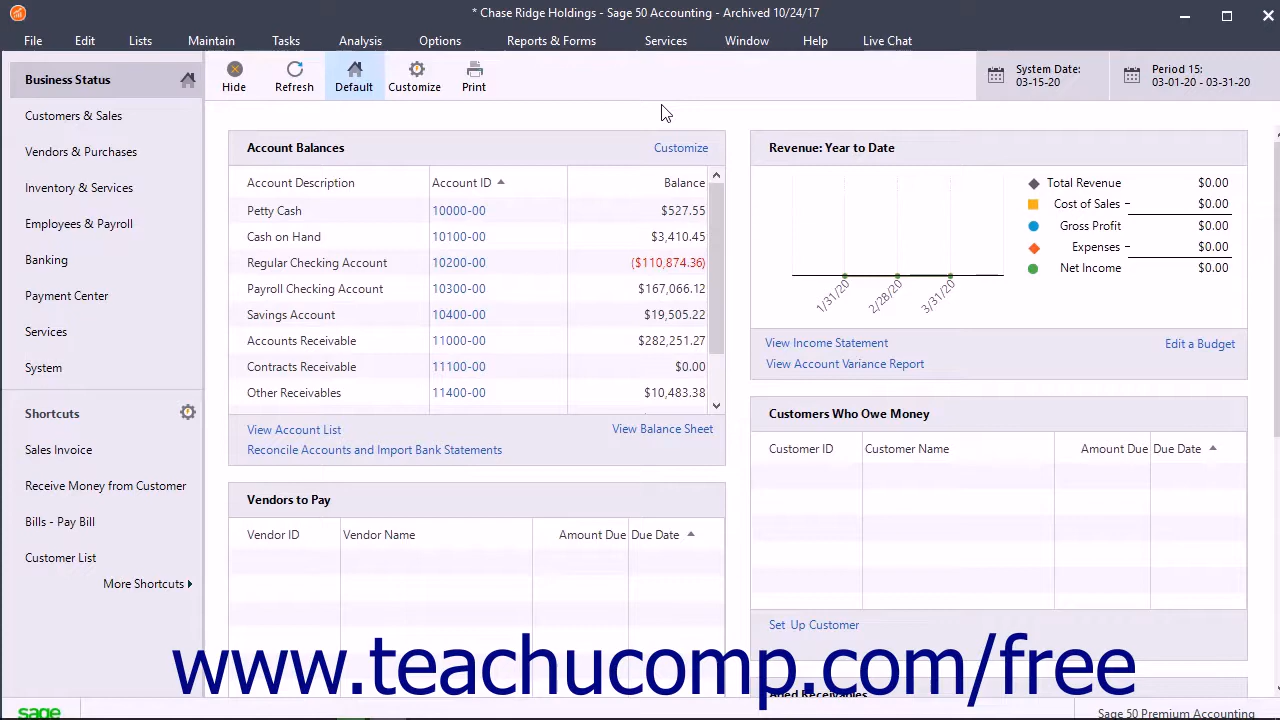 * Chase Ridge Holdings - Sage 50 Accounting - Archived 10/24/17
File Edit Lists Maintain Tasks Analysis Options Reports & Forms Services Window Help Live Chat
Business Status
Customers & Sales
Vendors & Purchases
Inventory & Services
Employees & Payroll
Banking
Payment Center
Services
System
Shortcuts
Sales Invoice
Receive Money from Customer
Bills - Pay Bill
Customer List
More Shortcuts
Hide Refresh Default Customize Print
System Date:
03-15-20
Period 15:
03-01-20 - 03-31-20
Account Balances Customize
Account Description Account ID Balance
Petty Cash 10000-00 $527.55
Cash on Hand 10100-00 $3,410.45
Regular Checking Account 10200-00 ($110,874.36)
Payroll Checking Account 10300-00 $167,066.12
Savings Account 10400-00 $19,505.22
Accounts Receivable 11000-00 $282,251.27
Contracts Receivable 11100-00 $0.00
Other Receivables 11400-00 $10,483.38
View Account List View Balance Sheet
Reconcile Accounts and Import Bank Statements
Vendors to Pay
Vendor ID Vendor Name Amount Due Due Date
Revenue: Year to Date
1/31/20 2/28/20 3/31/20
Total Revenue $0.00
Cost of Sales - $0.00
Gross Profit $0.00
Expenses - $0.00
Net Income $0.00
View Income Statement Edit a Budget
View Account Variance Report
Customers Who Owe Money
Customer ID Customer Name Amount Due Due Date
Set Up Customer
Aged Receivables
www.teachucomp.com/free
sage
Sage 50 Premium Accounting